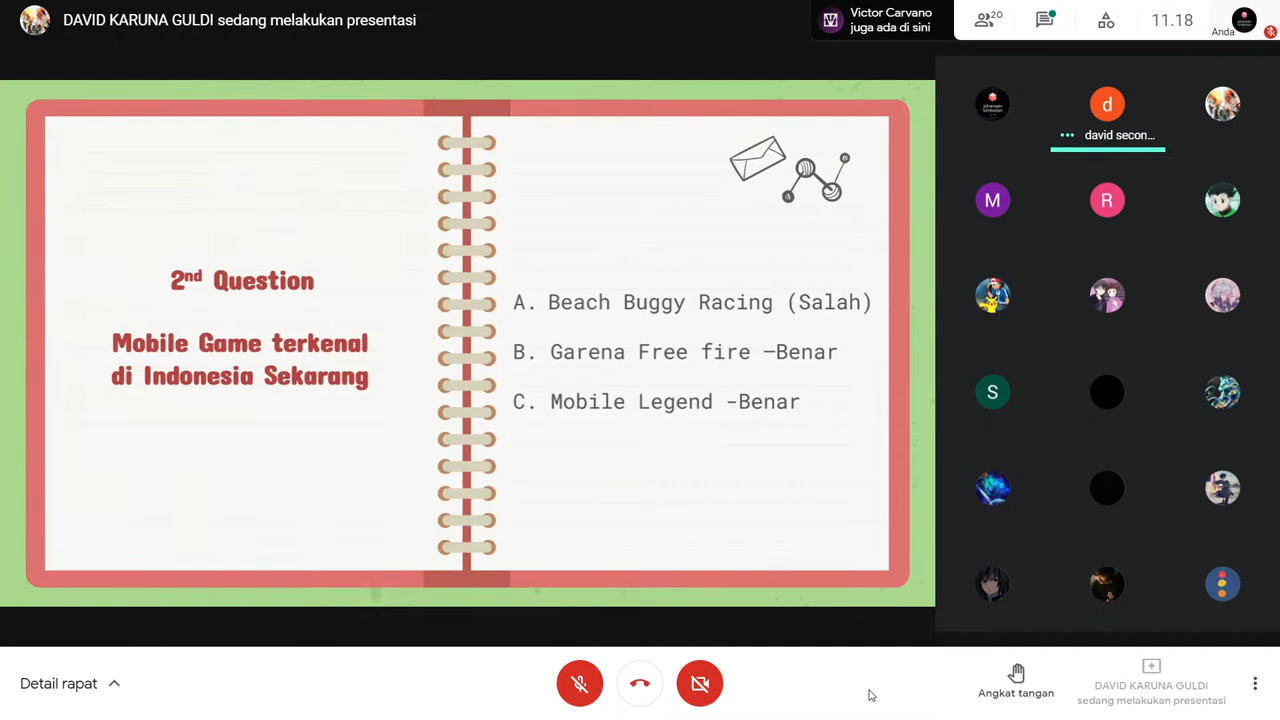 DAVID KARUNA GULDI sedang melakukan presentasi
Victor Carvano
juga ada di sini
20
11.18
Anda
d
david secon...
M
R
S
2nd Question
Mobile Game terkenal
di Indonesia Sekarang
A. Beach Buggy Racing (Salah)
B. Garena Free fire –Benar
C. Mobile Legend -Benar
Detail rapat
Angkat tangan
DAVID KARUNA GULDI
sedang melakukan presentasi